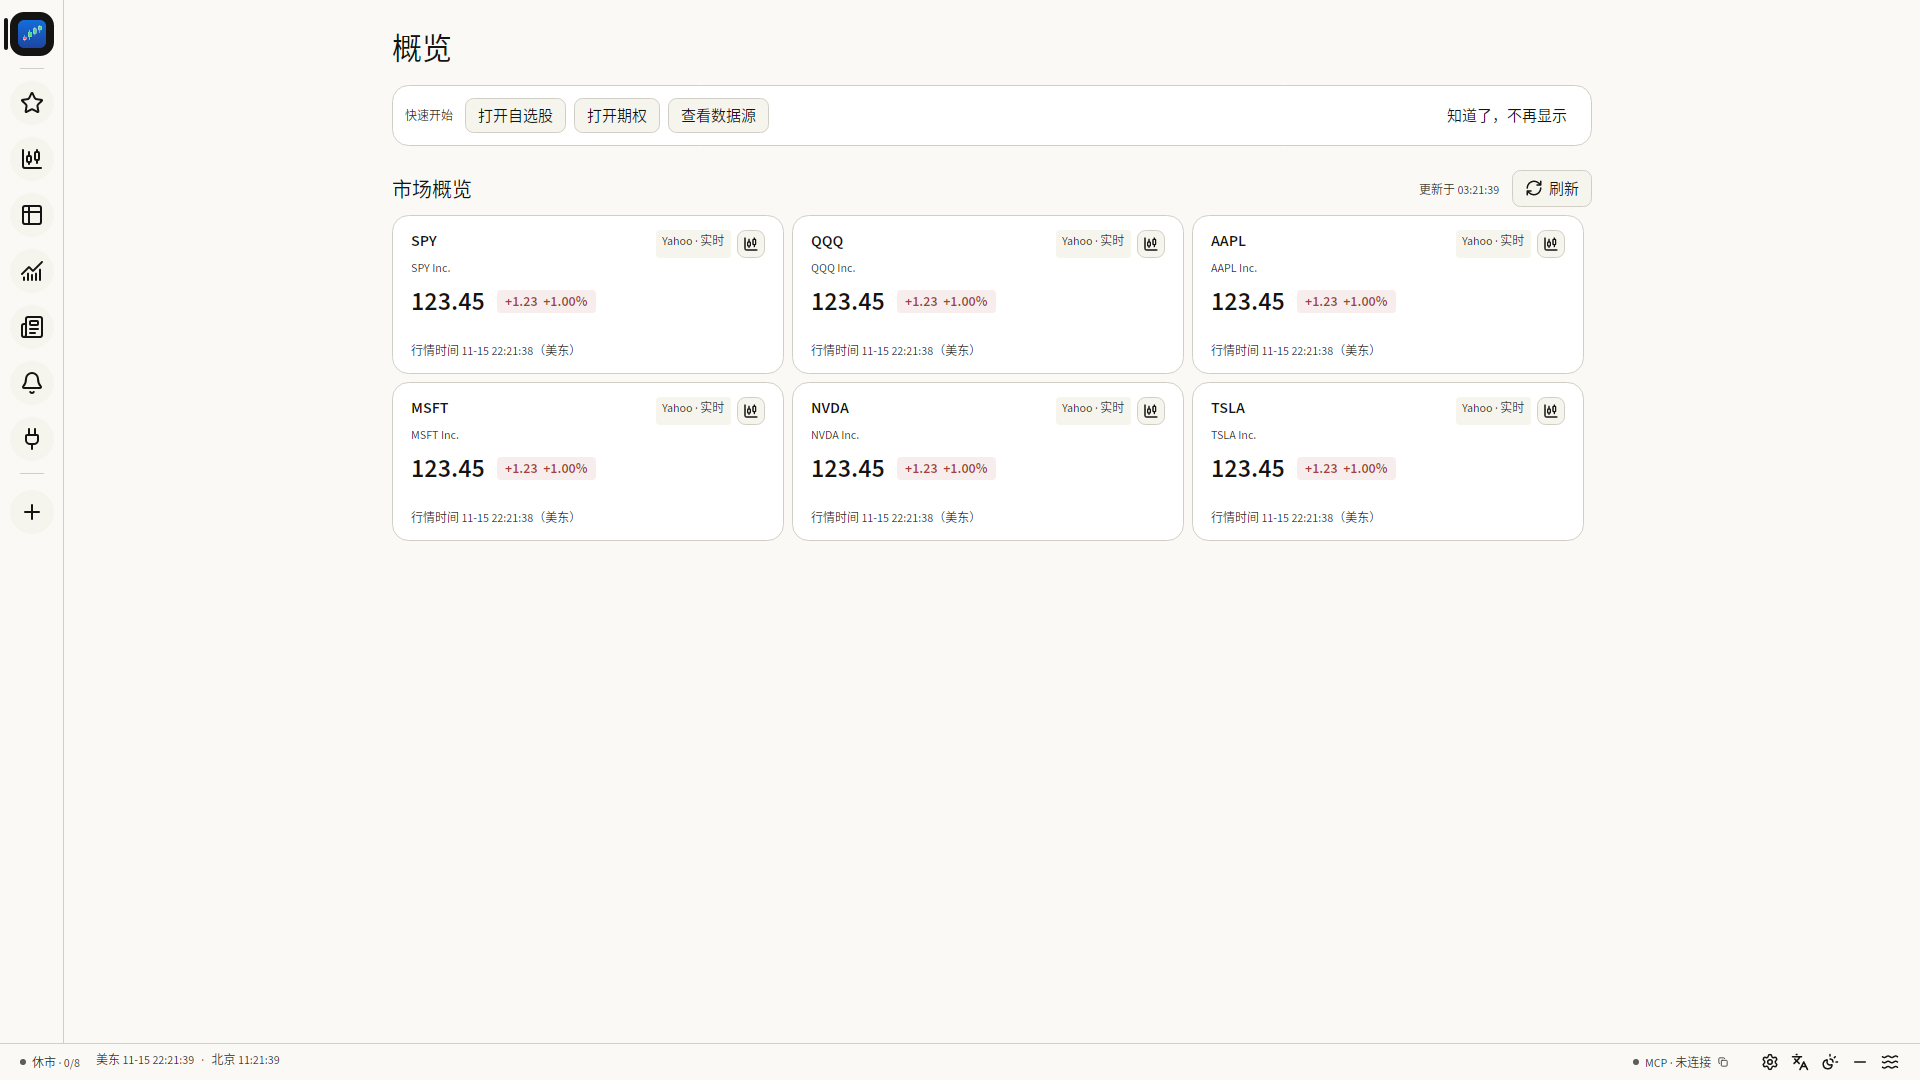 概览
快速开始 打开自选股 打开期权 查看数据源 知道了，不再显示
市场概览 更新于 03:21:39 刷新
SPY Yahoo · 实时
SPY Inc.
123.45 +1.23 +1.00%
行情时间 11-15 22:21:38（美东）
QQQ Yahoo · 实时
QQQ Inc.
123.45 +1.23 +1.00%
行情时间 11-15 22:21:38（美东）
AAPL Yahoo · 实时
AAPL Inc.
123.45 +1.23 +1.00%
行情时间 11-15 22:21:38（美东）
MSFT Yahoo · 实时
MSFT Inc.
123.45 +1.23 +1.00%
行情时间 11-15 22:21:38（美东）
NVDA Yahoo · 实时
NVDA Inc.
123.45 +1.23 +1.00%
行情时间 11-15 22:21:38（美东）
TSLA Yahoo · 实时
TSLA Inc.
123.45 +1.23 +1.00%
行情时间 11-15 22:21:38（美东）
休市 · 0/8 美东 11-15 22:21:39 · 北京 11:21:39 MCP · 未连接